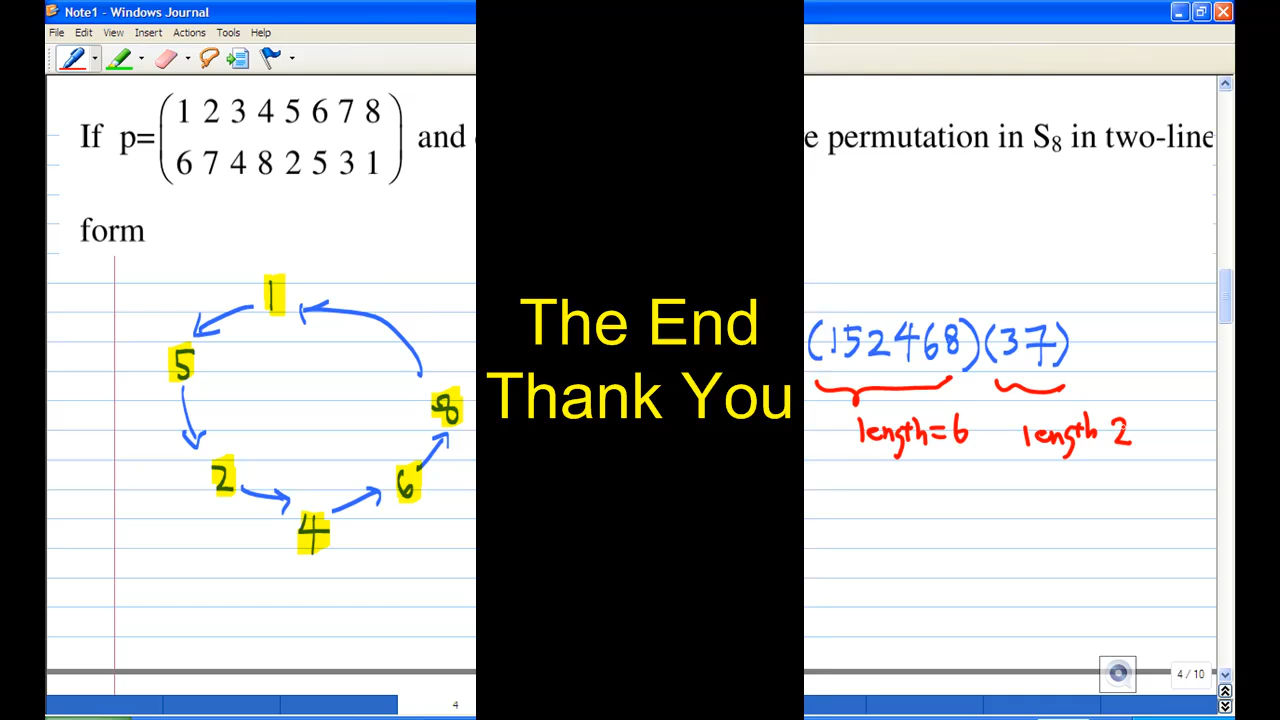 Note1 - Windows Journal
File Edit View Insert Actions Tools Help
1 2 3 4 5 6 7 8
If p= and e permutation in S8 in two-line
6 7 4 8 2 5 3 1
form
1
5
2
4
6
8
(152468)(37)
length=6 length 2
The End
Thank You
4
4 / 10